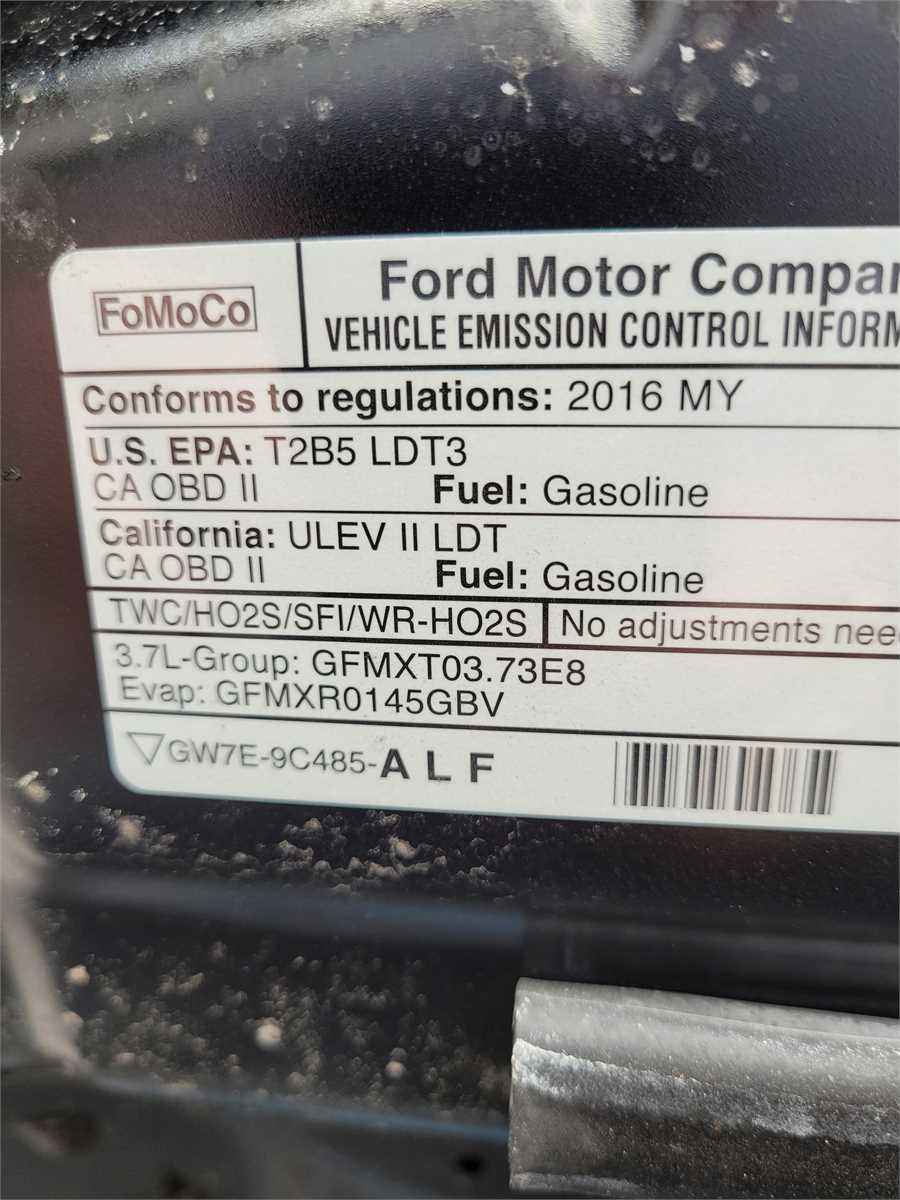 FoMoCo
Ford Motor Compa
VEHICLE EMISSION CONTROL INFORM
Conforms to regulations: 2016 MY
U.S. EPA: T2B5 LDT3
CA OBD II Fuel: Gasoline
California: ULEV II LDT
CA OBD II Fuel: Gasoline
TWC/HO2S/SFI/WR-HO2S No adjustments nee
3.7L-Group: GFMXT03.73E8
Evap: GFMXR0145GBV
GW7E-9C485-A L F